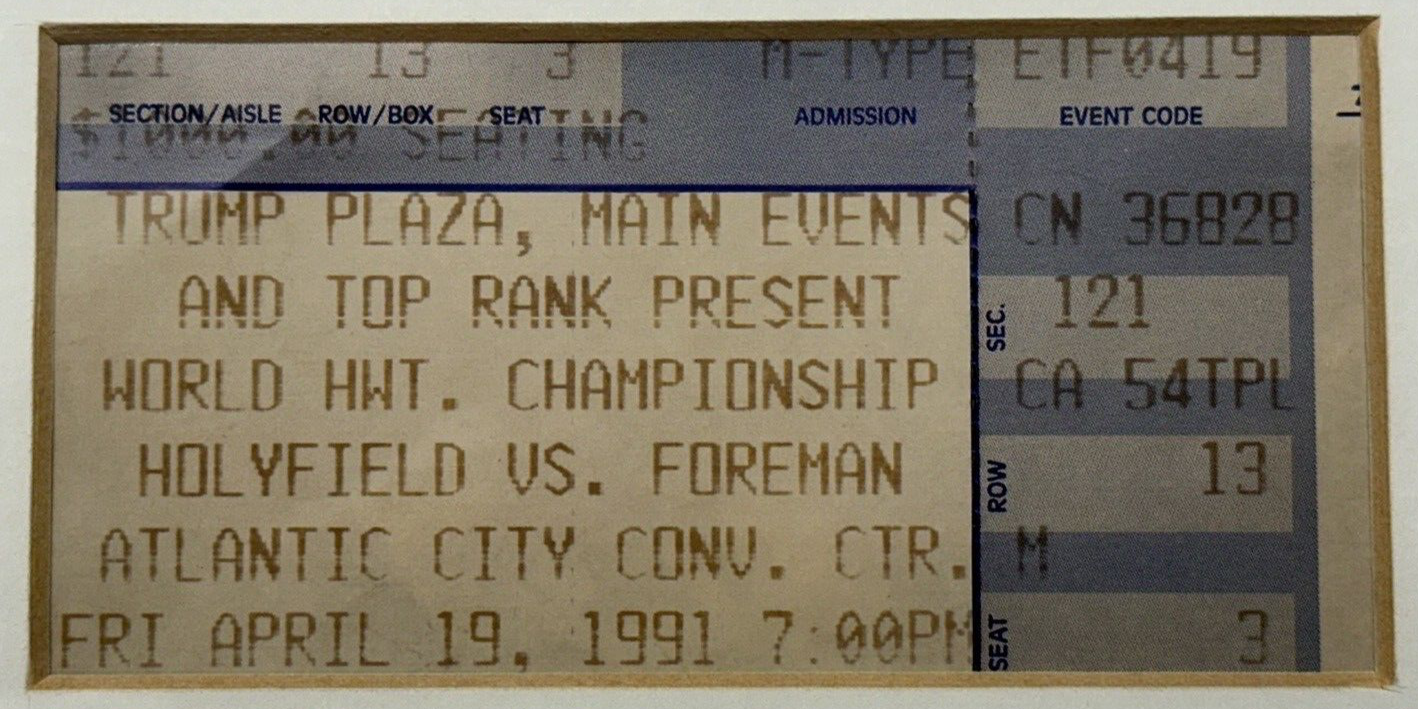 121 13 3 M-TYPE ETF0419
SECTION/AISLE ROW/BOX SEAT ADMISSION EVENT CODE
$1000.00 SEATING
TRUMP PLAZA, MAIN EVENTS CN 36828
AND TOP RANK PRESENT SEC. 121
WORLD HWT. CHAMPIONSHIP CA 54TPL
HOLYFIELD VS. FOREMAN ROW 13
ATLANTIC CITY CONV. CTR. M
FRI APRIL 19, 1991 7:00PM SEAT 3